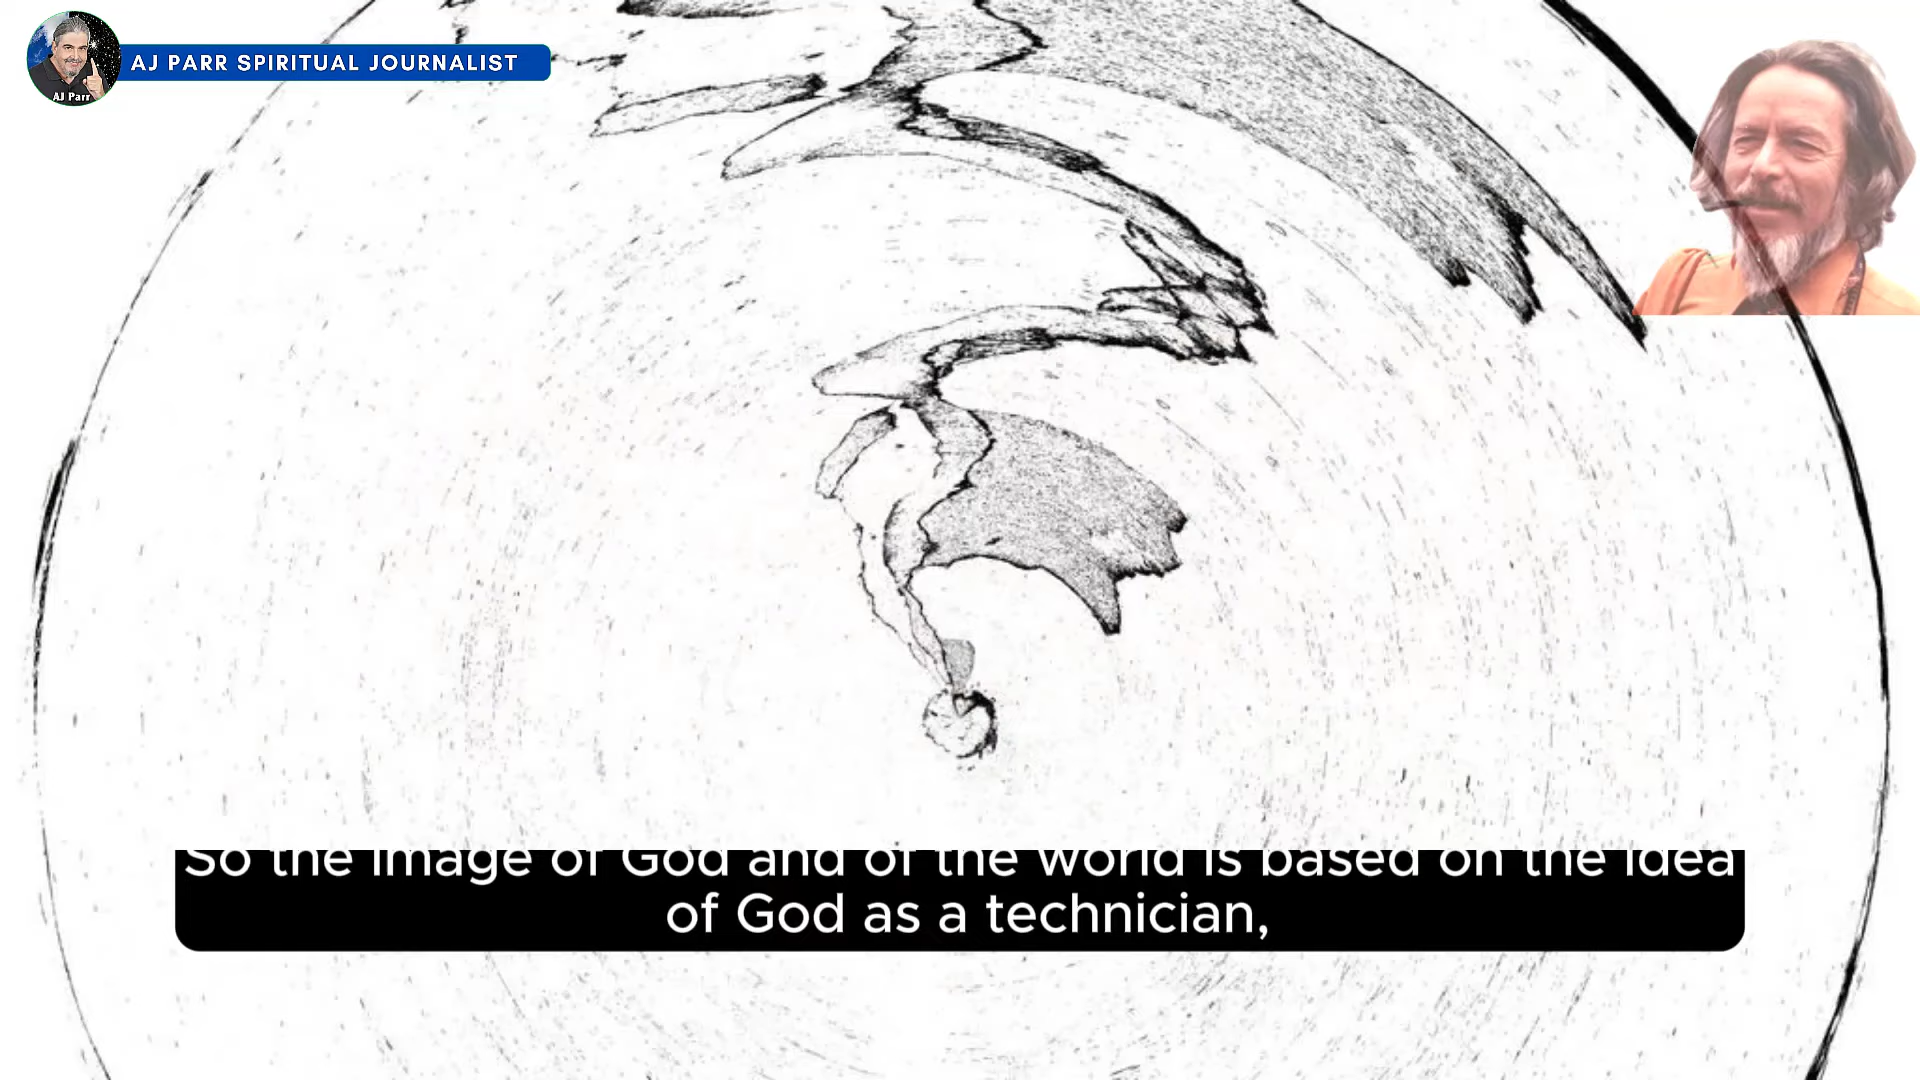 AJ PARR SPIRITUAL JOURNALIST
AJ Parr
So the image of God and of the world is based on the idea
of God as a technician,